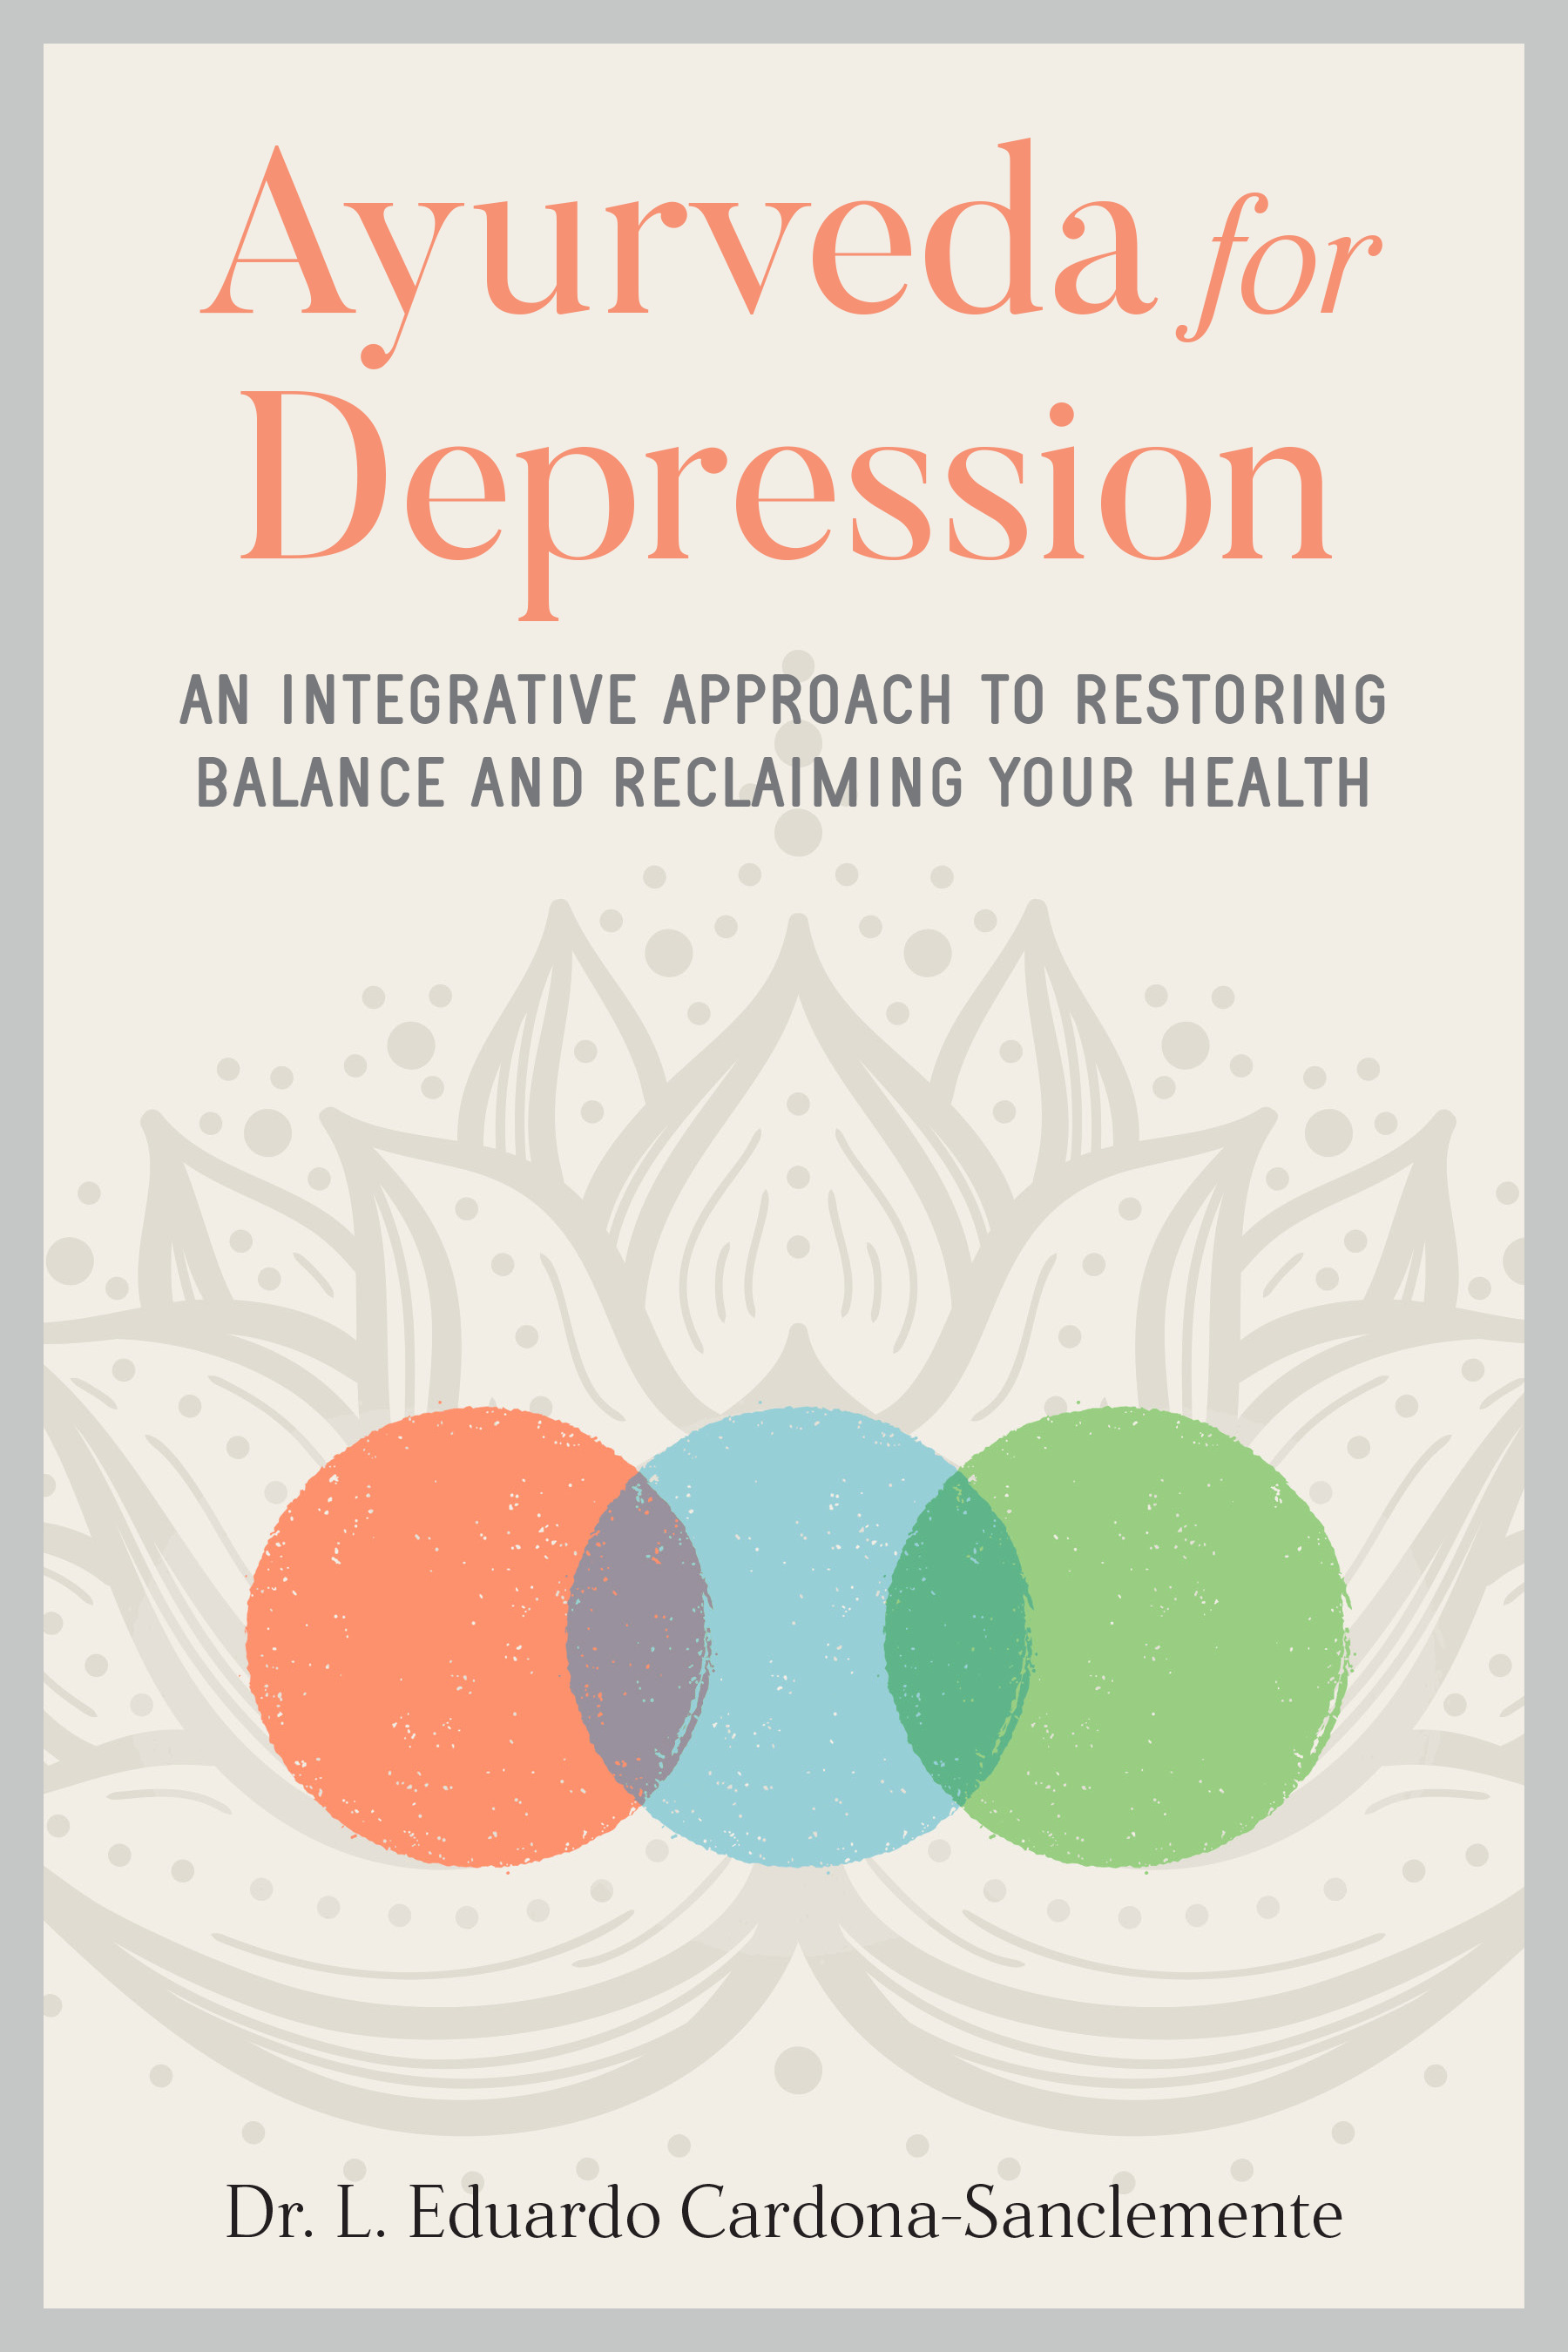 Ayurveda for
Depression
AN INTEGRATIVE APPROACH TO RESTORING
BALANCE AND RECLAIMING YOUR HEALTH
Dr. L. Eduardo Cardona-Sanclemente